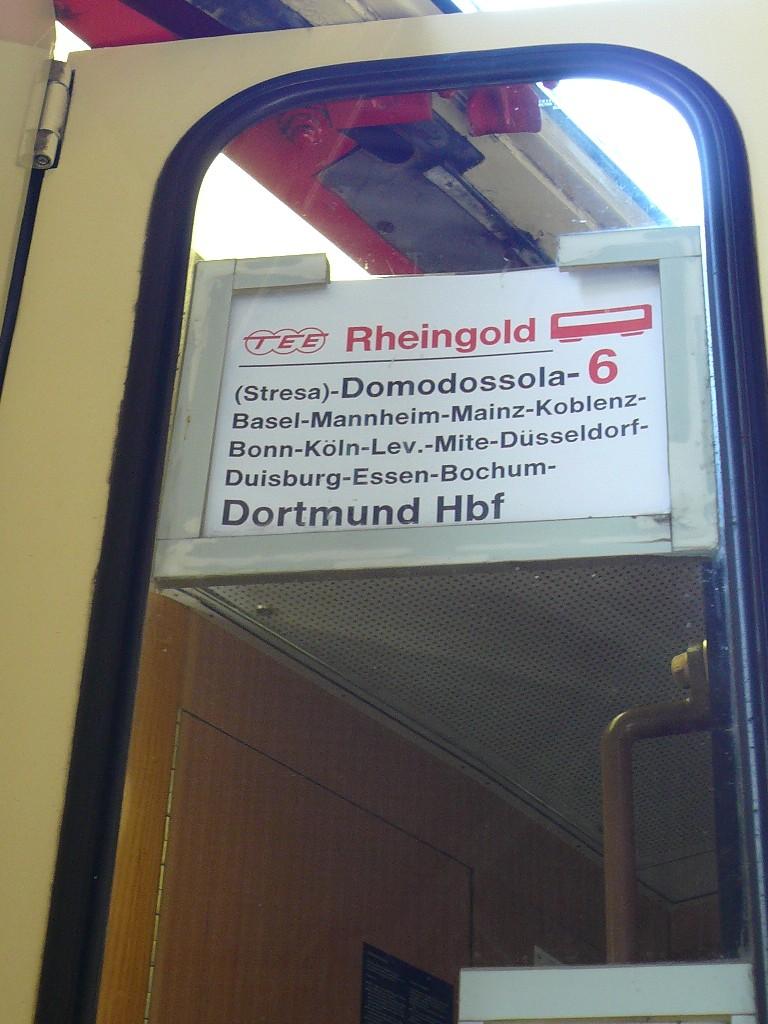 TEE Rheingold
(Stresa)-Domodossola- 6
Basel-Mannheim-Mainz-Koblenz-
Bonn-Köln-Lev.-Mite-Düsseldorf-
Duisburg-Essen-Bochum-
Dortmund Hbf